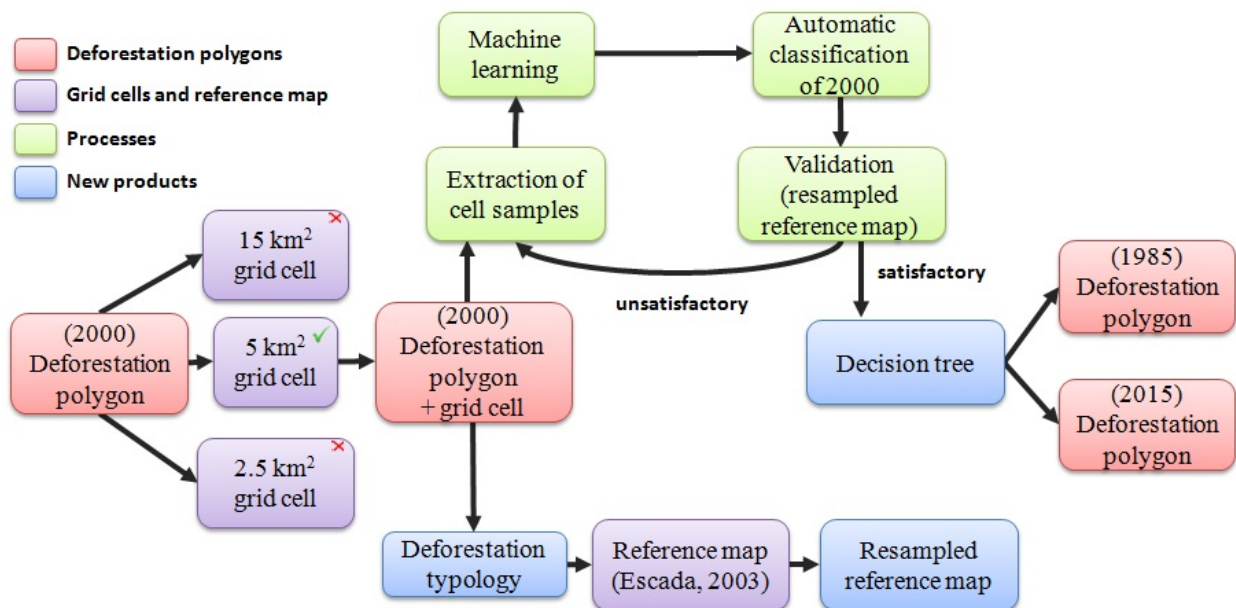 Deforestation polygons
Grid cells and reference map
Processes
New products
Machine
learning
Automatic
classification
of 2000
Extraction of
cell samples
Validation
(resampled
reference map)
unsatisfactory
satisfactory
15 km²
grid cell
(2000)
Deforestation
polygon
5 km²
grid cell
2.5 km²
grid cell
(2000)
Deforestation
polygon
+ grid cell
Decision tree
(1985)
Deforestation
polygon
(2015)
Deforestation
polygon
Deforestation
typology
Reference map
(Escada, 2003)
Resampled
reference map